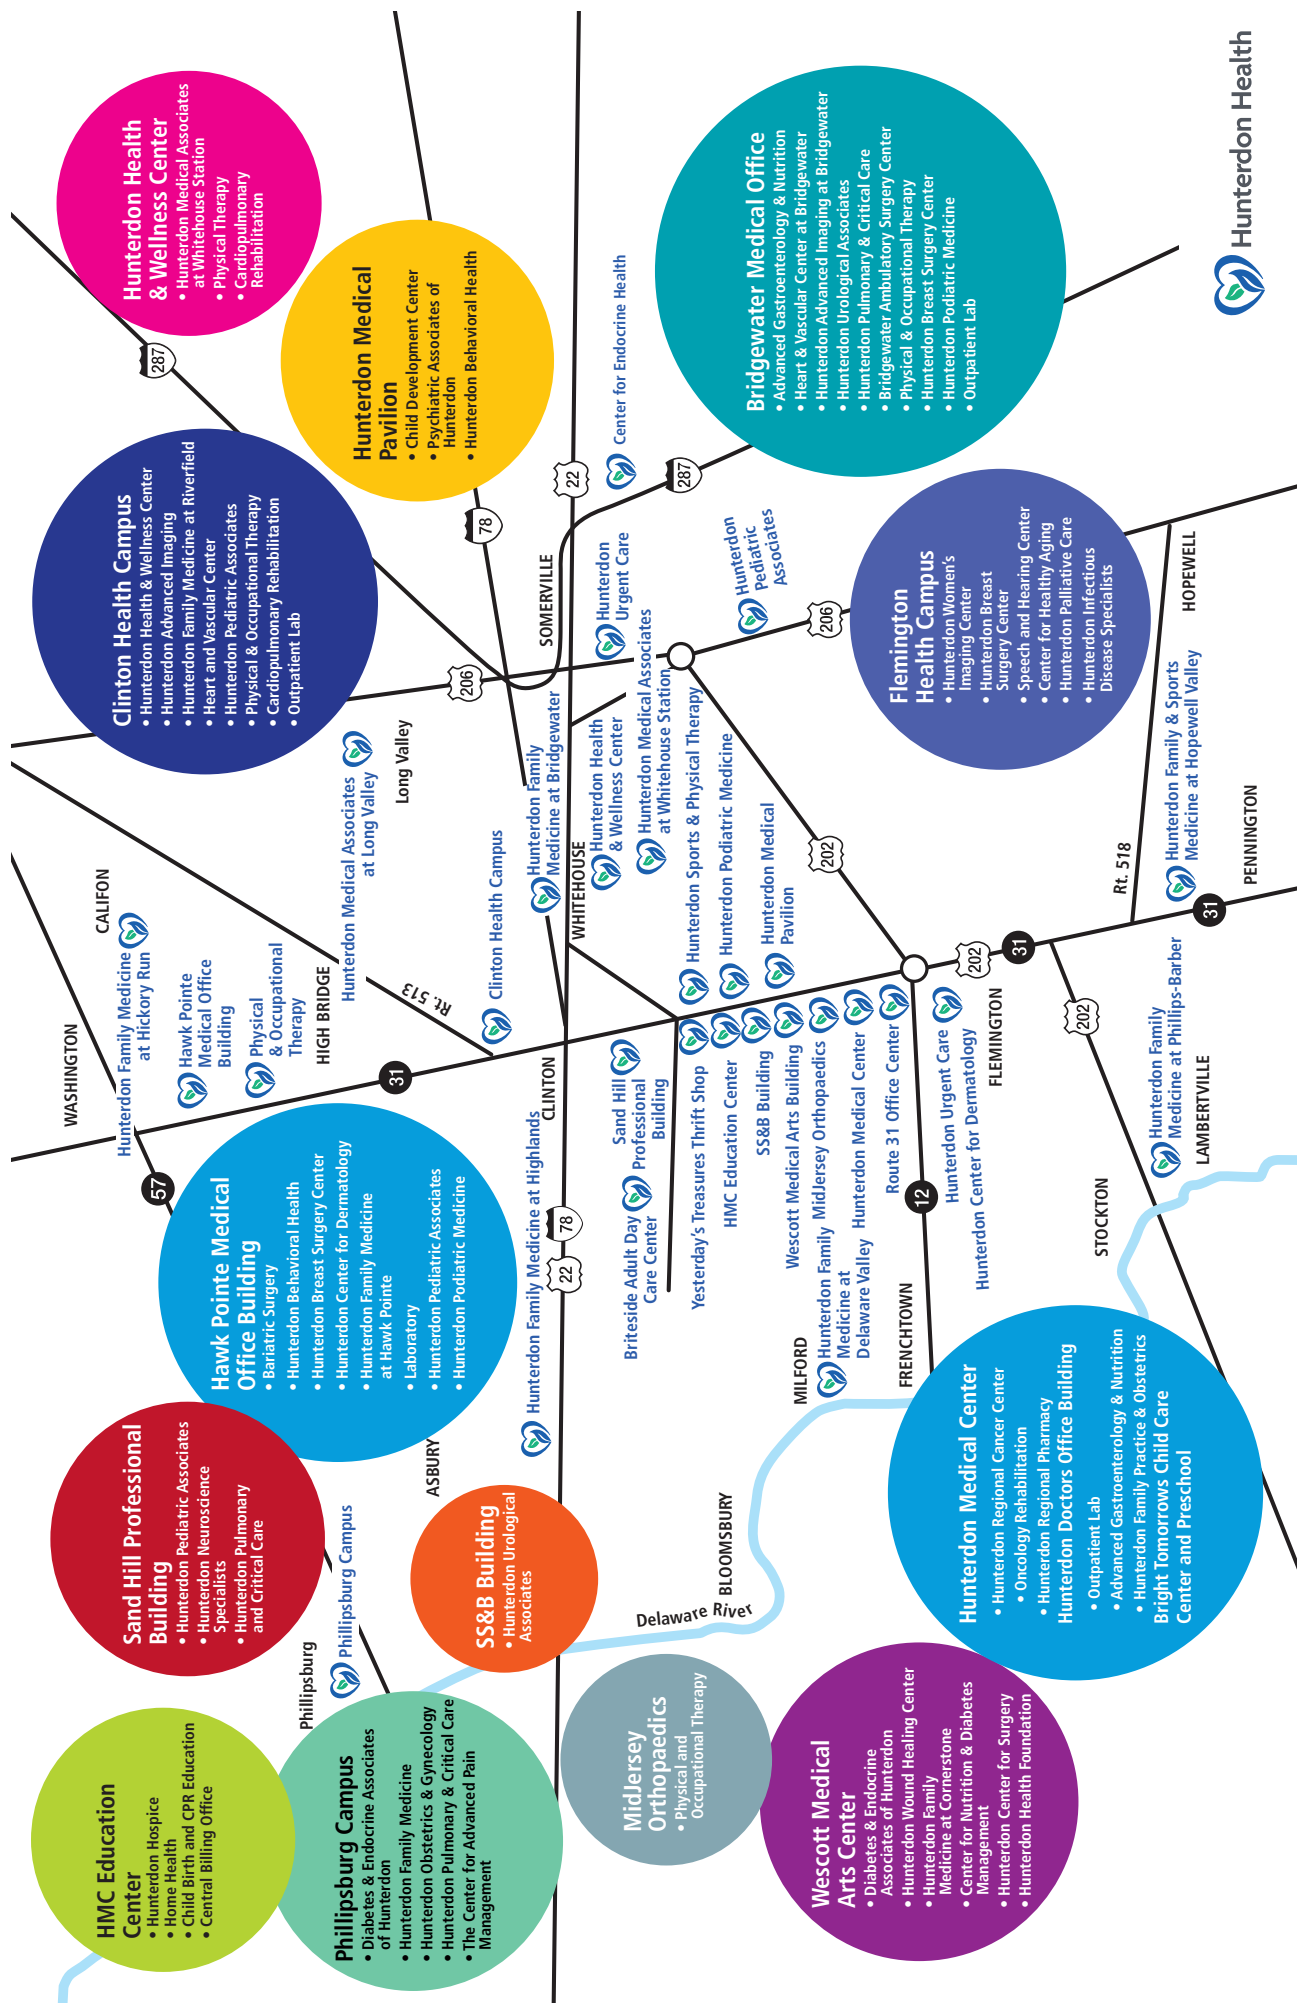 HMC Education
Center
• Hunterdon Hospice
• Home Health
• Child Birth and CPR Education
• Central Billing Office
Sand Hill Professional
Building
• Hunterdon Pediatric Associates
• Hunterdon Neuroscience
Specialists
• Hunterdon Pulmonary
and Critical Care
Hawk Pointe Medical
Office Building
• Bariatric Surgery
• Hunterdon Behavioral Health
• Hunterdon Breast Surgery Center
• Hunterdon Center for Dermatology
• Hunterdon Family Medicine
at Hawk Pointe
• Laboratory
• Hunterdon Pediatric Associates
• Hunterdon Podiatric Medicine
Clinton Health Campus
• Hunterdon Health & Wellness Center
• Hunterdon Advanced Imaging
• Hunterdon Family Medicine at Riverfield
• Heart and Vascular Center
• Hunterdon Pediatric Associates
• Physical & Occupational Therapy
• Cardiopulmonary Rehabilitation
• Outpatient Lab
Hunterdon Health
& Wellness Center
• Hunterdon Medical Associates
at Whitehouse Station
• Physical Therapy
• Cardiopulmonary
Rehabilitation
Hunterdon Medical
Pavilion
• Child Development Center
• Psychiatric Associates of
Hunterdon
• Hunterdon Behavioral Health
Phillipsburg Campus
• Diabetes & Endocrine Associates
of Hunterdon
• Hunterdon Family Medicine
• Hunterdon Obstetrics & Gynecology
• Hunterdon Pulmonary & Critical Care
• The Center for Advanced Pain
Management
SS&B Building
• Hunterdon Urological
Associates
MidJersey
Orthopaedics
• Physical and
Occupational Therapy
Wescott Medical
Arts Center
• Diabetes & Endocrine
Associates of Hunterdon
• Hunterdon Wound Healing Center
• Hunterdon Family
Medicine at Cornerstone
• Center for Nutrition & Diabetes
Management
• Hunterdon Center for Surgery
• Hunterdon Health Foundation
Hunterdon Medical Center
• Hunterdon Regional Cancer Center
• Oncology Rehabilitation
• Hunterdon Regional Pharmacy
Hunterdon Doctors Office Building
• Outpatient Lab
• Advanced Gastroenterology & Nutrition
• Hunterdon Family Practice & Obstetrics
Bright Tomorrows Child Care
Center and Preschool
Flemington
Health Campus
• Hunterdon Women's
Imaging Center
• Hunterdon Breast
Surgery Center
• Speech and Hearing Center
• Center for Healthy Aging
• Hunterdon Palliative Care
• Hunterdon Infectious
Disease Specialists
Bridgewater Medical Office
• Advanced Gastroenterology & Nutrition
• Heart & Vascular Center at Bridgewater
• Hunterdon Advanced Imaging at Bridgewater
• Hunterdon Urological Associates
• Hunterdon Pulmonary & Critical Care
• Bridgewater Ambulatory Surgery Center
• Physical & Occupational Therapy
• Hunterdon Breast Surgery Center
• Hunterdon Podiatric Medicine
• Outpatient Lab
WASHINGTON
CALIFON
Hunterdon Family Medicine
at Hickory Run
Hawk Pointe
Medical Office
Building
Physical
& Occupational
Therapy
HIGH BRIDGE
Hunterdon Medical Associates
at Long Valley
Long Valley
57
31
Rt. 513
287
206
78
22
287
206
Phillipsburg
Phillipsburg Campus
ASBURY
Hunterdon Family Medicine at Highlands
22
78
CLINTON
Clinton Health Campus
Hunterdon Family
Medicine at Bridgewater
SOMERVILLE
WHITEHOUSE
Hunterdon Health
& Wellness Center
Hunterdon Urgent Care
Center for Endocrine Health
Hunterdon Medical Associates
at Whitehouse Station
Hunterdon
Pediatric
Associates
Hunterdon Sports & Physical Therapy
Hunterdon Podiatric Medicine
Hunterdon Medical
Pavilion
Sand Hill
Professional
Building
Briteside Adult Day
Care Center
Yesterday's Treasures Thrift Shop
HMC Education Center
SS&B Building
Wescott Medical Arts Building
MidJersey Orthopaedics
Hunterdon Medical Center
Route 31 Office Center
Hunterdon Urgent Care
Hunterdon Center for Dermatology
Delaware River
BLOOMSBURY
MILFORD
Hunterdon Family
Medicine at
Delaware Valley
FRENCHTOWN
12
FLEMINGTON
202
202
31
202
STOCKTON
Hunterdon Family
Medicine at Phillips-Barber
LAMBERTVILLE
Rt. 518
Hunterdon Family & Sports
Medicine at Hopewell Valley
HOPEWELL
31
PENNINGTON
Hunterdon Health